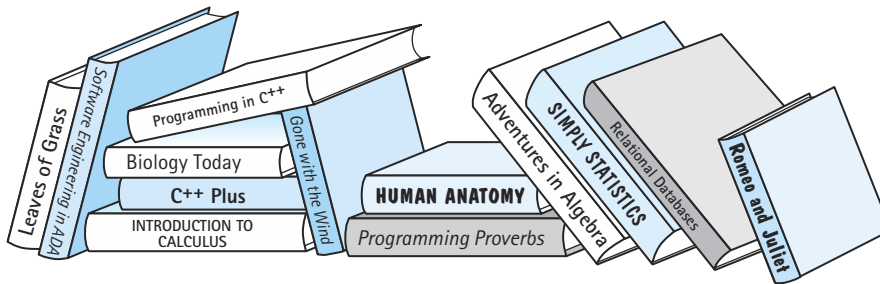 Leaves of Grass
Software Engineering in ADA
Programming in C++
Biology Today
C++ Plus
INTRODUCTION TO
CALCULUS
Gone with the Wind
HUMAN ANATOMY
Programming Proverbs
Adventures in Algebra
SIMPLY STATISTICS
Relational Databases
Romeo and Juliet